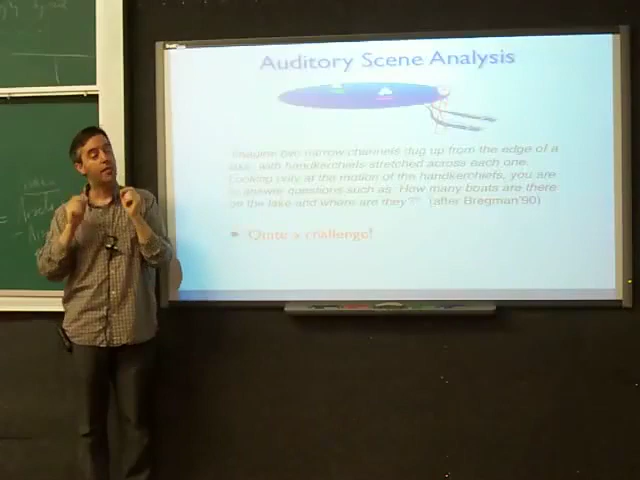 Auditory Scene Analysis
"Imagine two narrow channels dug up from the edge of a
lake, with handkerchiefs stretched across each one.
Looking only at the motion of the handkerchiefs, you are
to answer questions such as: How many boats are there
on the lake and where are they?" (after Bregman'90)
Quite a challenge!